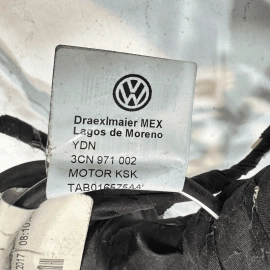 Draexlmaier MEX
Lagos de Moreno
YDN
3CN 971 002
MOTOR KSK